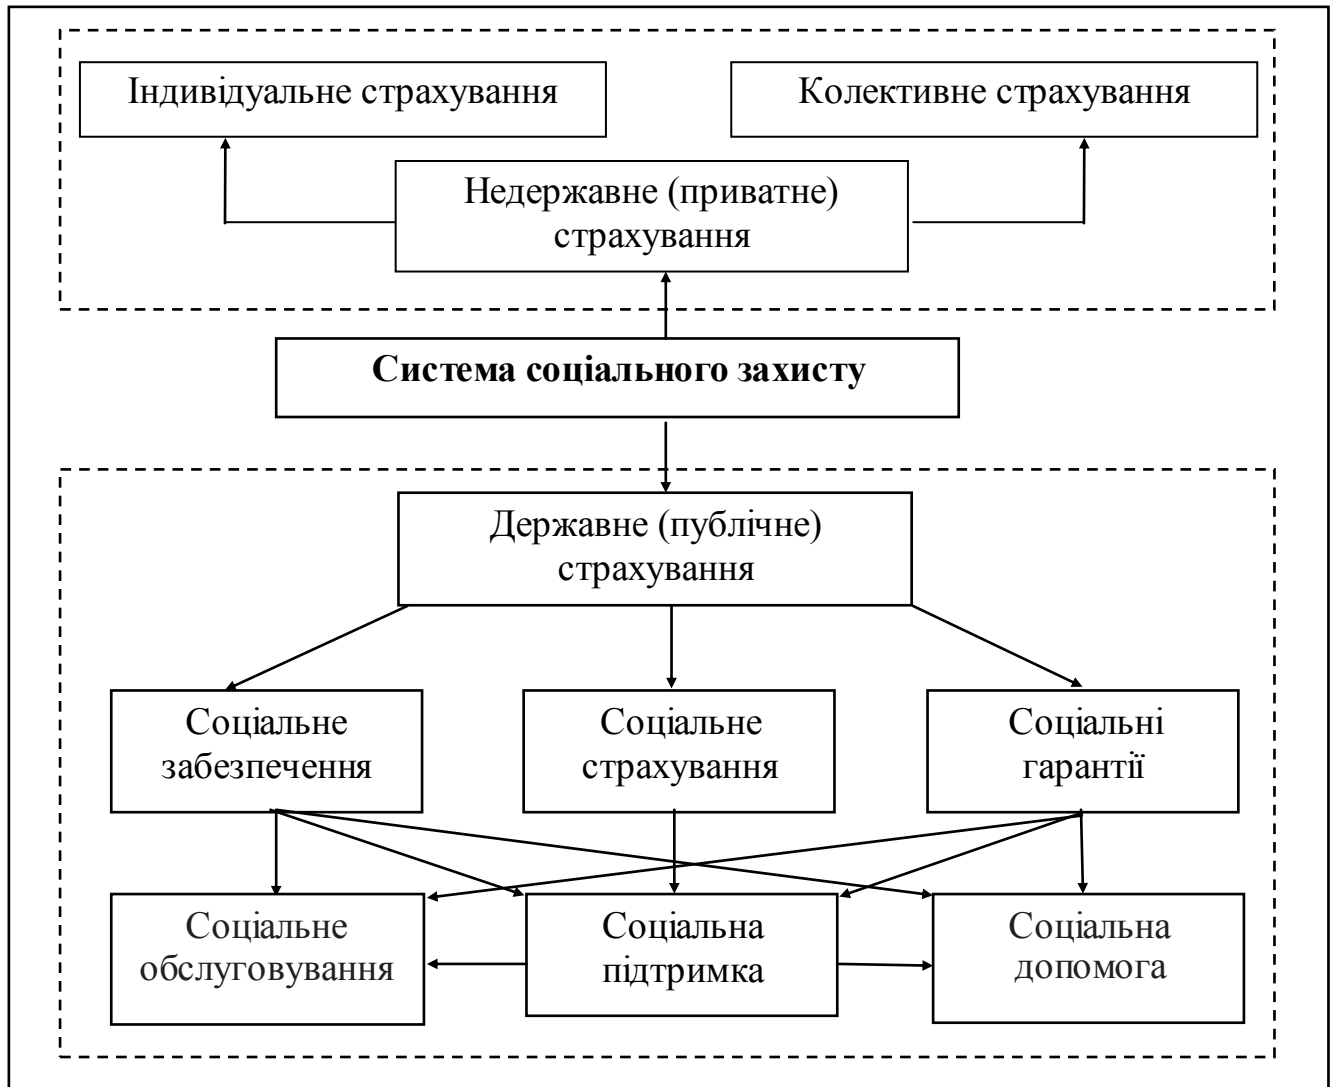 Індивідуальне страхування
Колективне страхування
Недержавне (приватне)
страхування
Система соціального захисту
Державне (публічне)
страхування
Соціальне
забезпечення
Соціальне
страхування
Соціальні
гарантії
Соціальне
обслуговування
Соціальна
підтримка
Соціальна
допомога